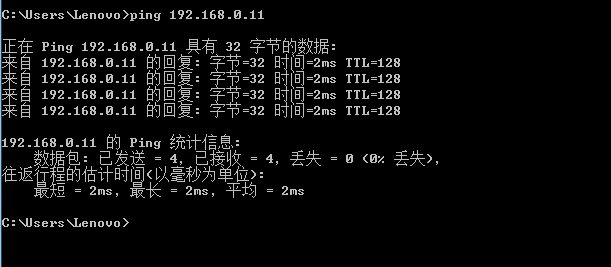 C:\Users\Lenovo>ping 192.168.0.11
正在 Ping 192.168.0.11 具有 32 字节的数据:
来自 192.168.0.11 的回复: 字节=32 时间=2ms TTL=128
来自 192.168.0.11 的回复: 字节=32 时间=2ms TTL=128
来自 192.168.0.11 的回复: 字节=32 时间=2ms TTL=128
来自 192.168.0.11 的回复: 字节=32 时间=2ms TTL=128
192.168.0.11 的 Ping 统计信息:
数据包: 已发送 = 4, 已接收 = 4, 丢失 = 0 (0% 丢失),
往返行程的估计时间(以毫秒为单位):
最短 = 2ms, 最长 = 2ms, 平均 = 2ms
C:\Users\Lenovo>